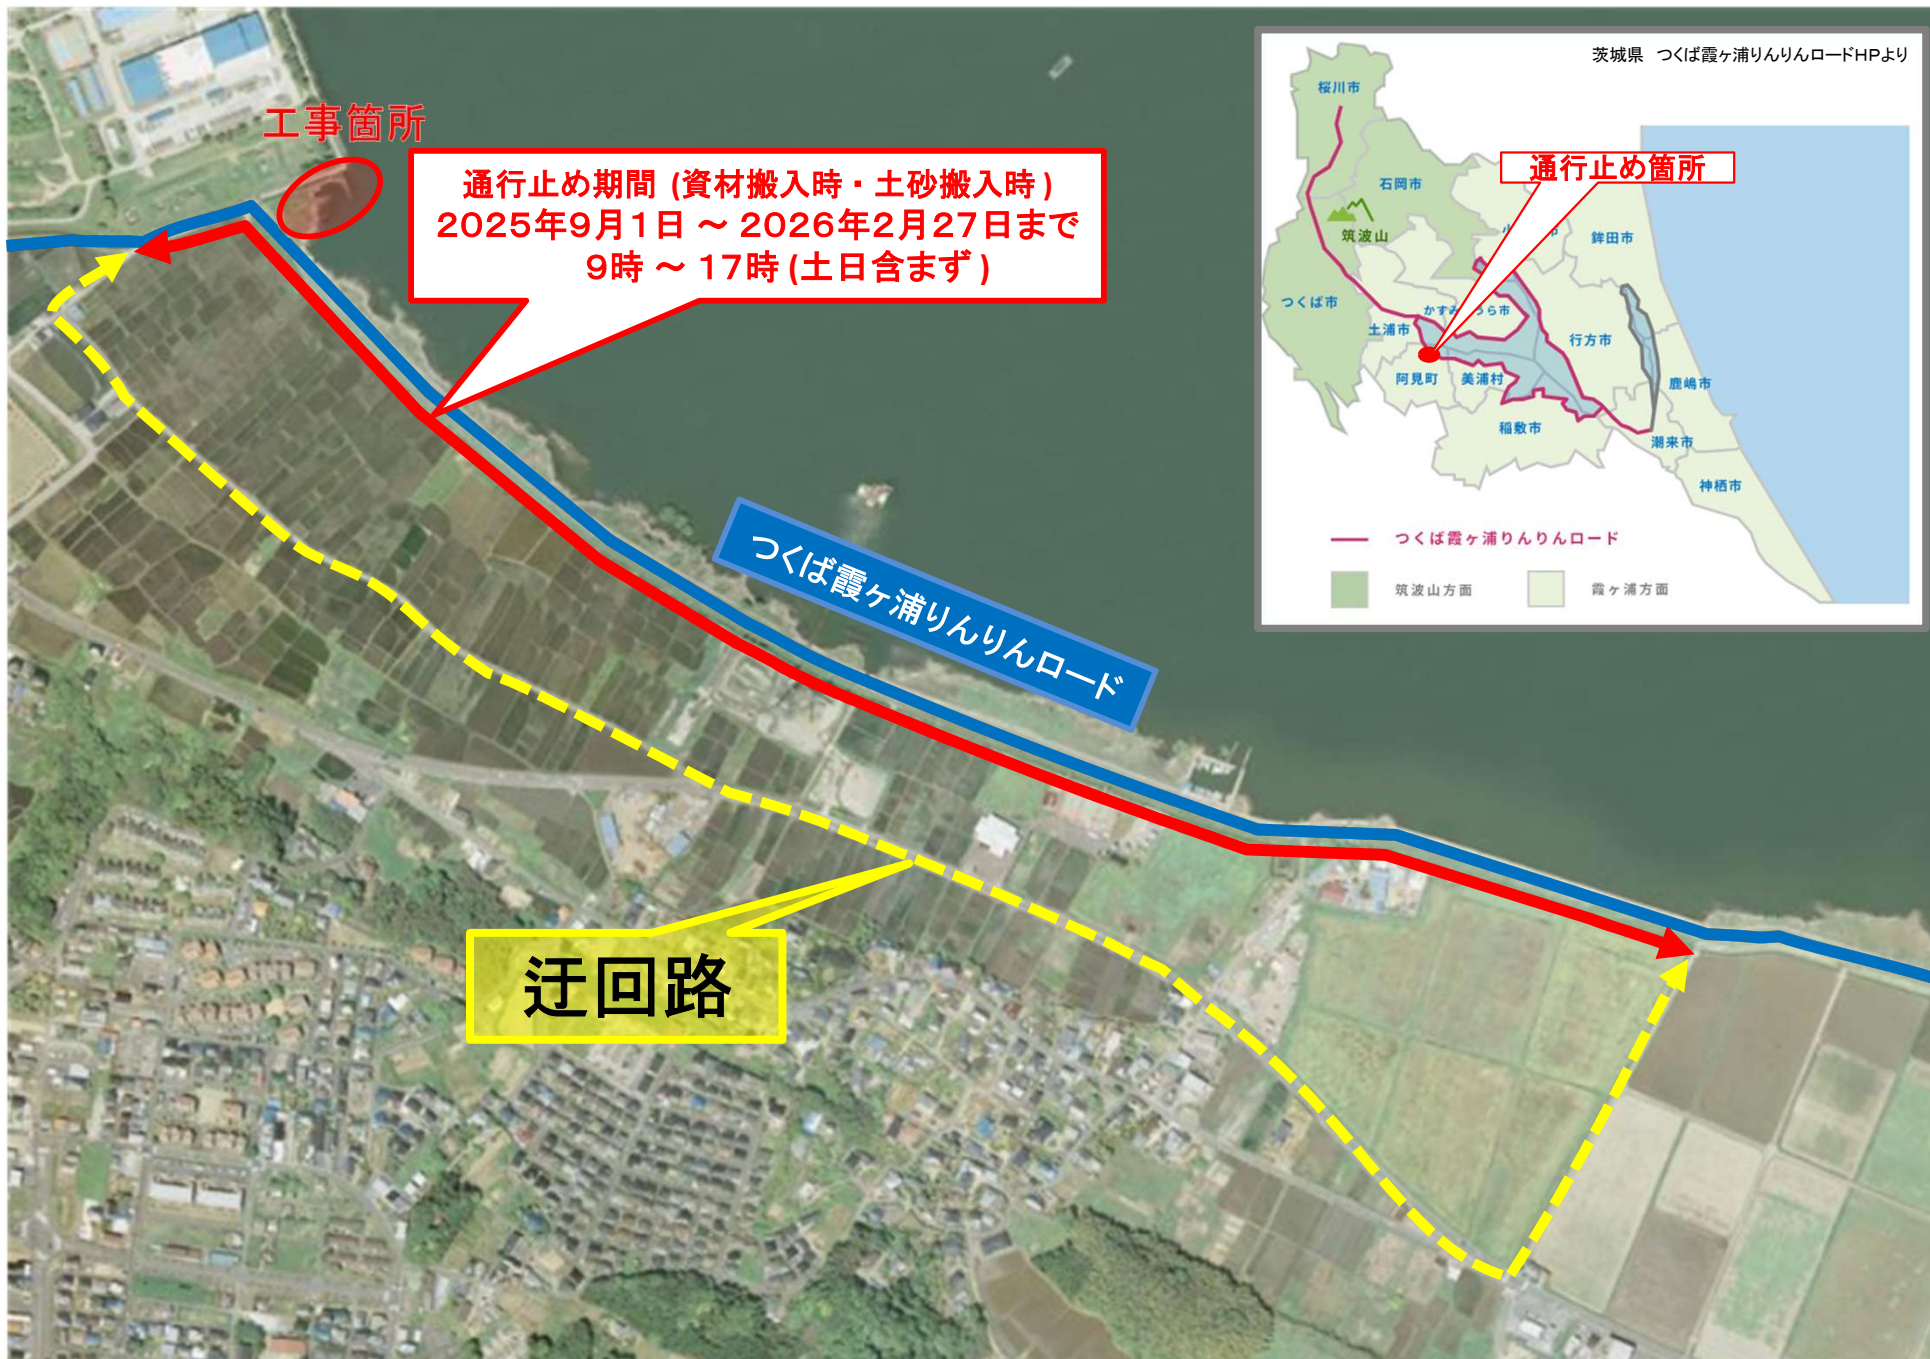 工事箇所
通行止め期間 (資材搬入時・土砂搬入時)
2025年9月1日 ～ 2026年2月27日まで
9時 ～ 17時 (土日含まず)
つくば霞ヶ浦りんりんロード
迂回路
茨城県　つくば霞ヶ浦りんりんロードHPより
桜川市
通行止め箇所
石岡市
筑波山
鉾田市
つくば市
土浦市
行方市
阿見町
美浦村
鹿嶋市
稲敷市
潮来市
神栖市
つくば霞ヶ浦りんりんロード
筑波山方面
霞ヶ浦方面